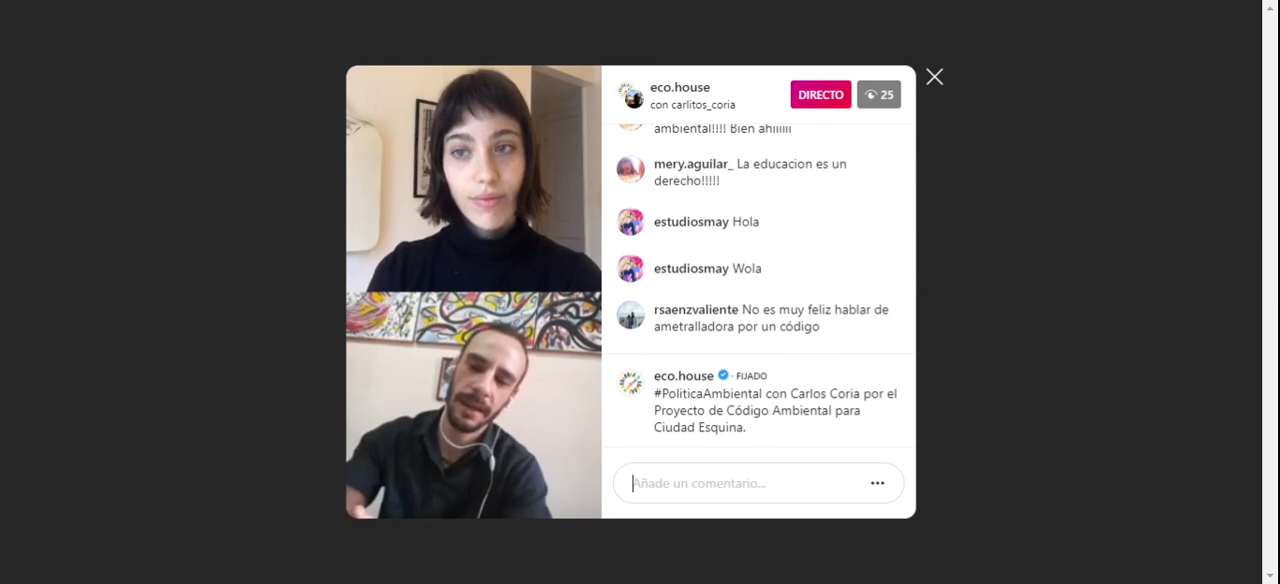 eco.house
con carlitos_coria
DIRECTO
25
ambiental!!!! Bien ahiiiiii
mery.aguilar_ La educacion es un
derecho!!!!!
estudiosmay Hola
estudiosmay Wola
rsaenzvaliente No es muy feliz hablar de
ametralladora por un código
eco.house · FIJADO
#PoliticaAmbiental con Carlos Coria por el
Proyecto de Código Ambiental para
Ciudad Esquina.
Añade un comentario...